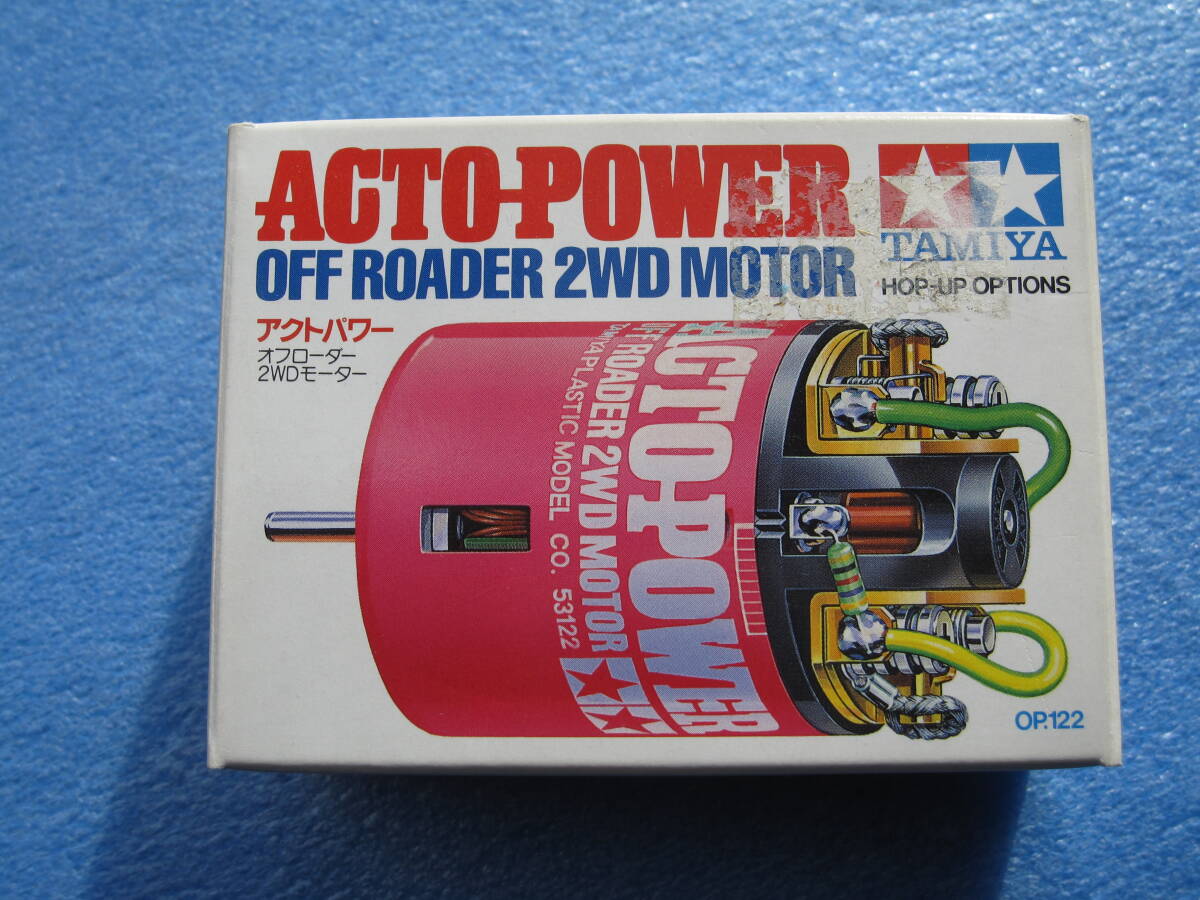 ACTO-POWER
OFF ROADER 2WD MOTOR
アクトパワー
オフローダー
2WDモーター
TAMIYA
HOP-UP OPTIONS
ACTO-POWER
OFF ROADER 2WD MOTOR
TAMIYA PLASTIC MODEL CO. 53122
OP.122